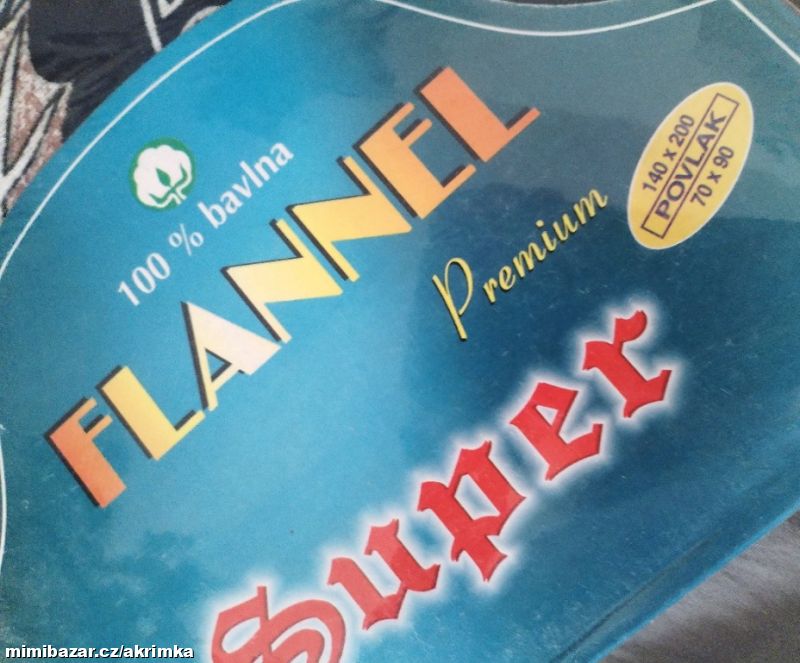 100 % bavlna
FLANNEL
Premium
140 x 200
POVLAK
70 x 90
Super
mimibazar.cz/akrimka